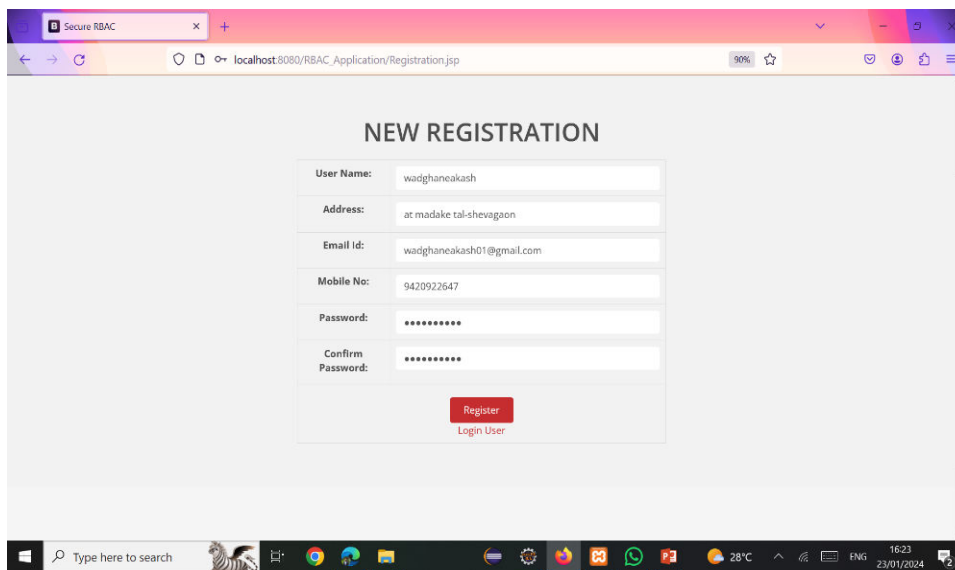 Secure RBAC
localhost:8080/RBAC_Application/Registration.jsp
90%
NEW REGISTRATION
User Name:
wadghaneakash
Address:
at madake tal-shevagaon
Email Id:
wadghaneakash01@gmail.com
Mobile No:
9420922647
Password:
Confirm
Password:
Register
Login User
Type here to search
28°C
ENG
16:23
23/01/2024
2